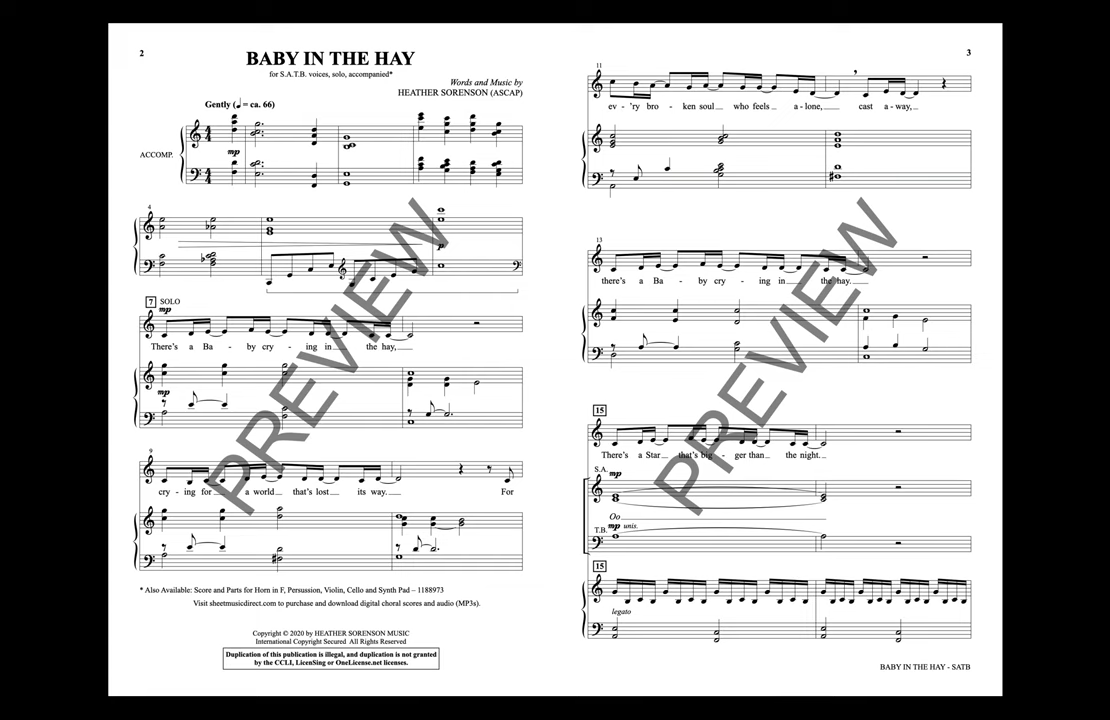 2
BABY IN THE HAY
for S.A.T.B. voices, solo, accompanied*
Words and Music by
HEATHER SORENSON (ASCAP)
Gently (♩ = ca. 66)
ACCOMP.
mp
4
p
7 SOLO
mp
There's a Ba - by cry - ing in the hay,
mp
9
cry - ing for a world that's lost its way. For
* Also Available: Score and Parts for Horn in F, Persussion, Violin, Cello and Synth Pad – 1188973
Visit sheetmusicdirect.com to purchase and download digital choral scores and audio (MP3s).
Copyright © 2020 by HEATHER SORENSON MUSIC
International Copyright Secured All Rights Reserved
Duplication of this publication is illegal, and duplication is not granted
by the CCLI, LicenSing or OneLicense.net licenses.
PREVIEW
3
11
ev - 'ry bro - ken soul who feels a - lone, cast a - way,
13
there's a Ba - by cry - ing in the hay.
15
There's a Star that's big - ger than the night.
S.A.
mp
Oo
T.B.
mp unis.
15
legato
BABY IN THE HAY - SATB
PREVIEW